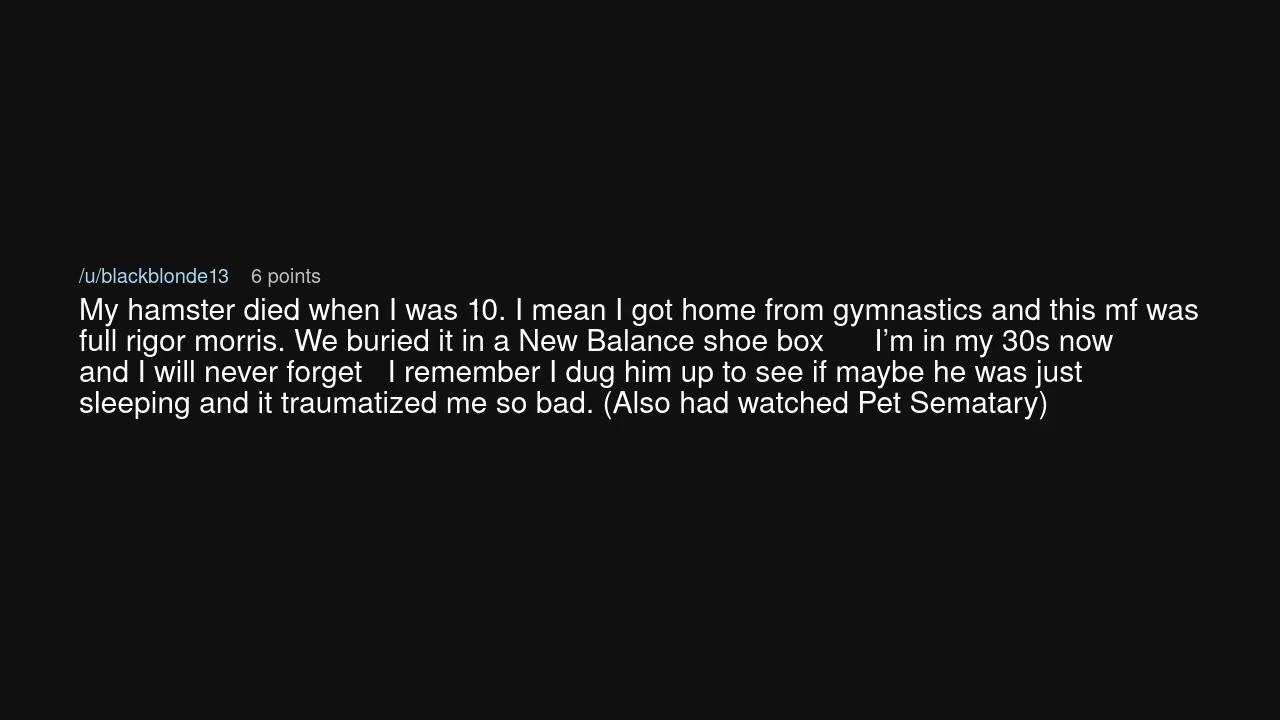 /u/blackblonde13 6 points
My hamster died when I was 10. I mean I got home from gymnastics and this mf was
full rigor morris. We buried it in a New Balance shoe box I’m in my 30s now
and I will never forget I remember I dug him up to see if maybe he was just
sleeping and it traumatized me so bad. (Also had watched Pet Sematary)